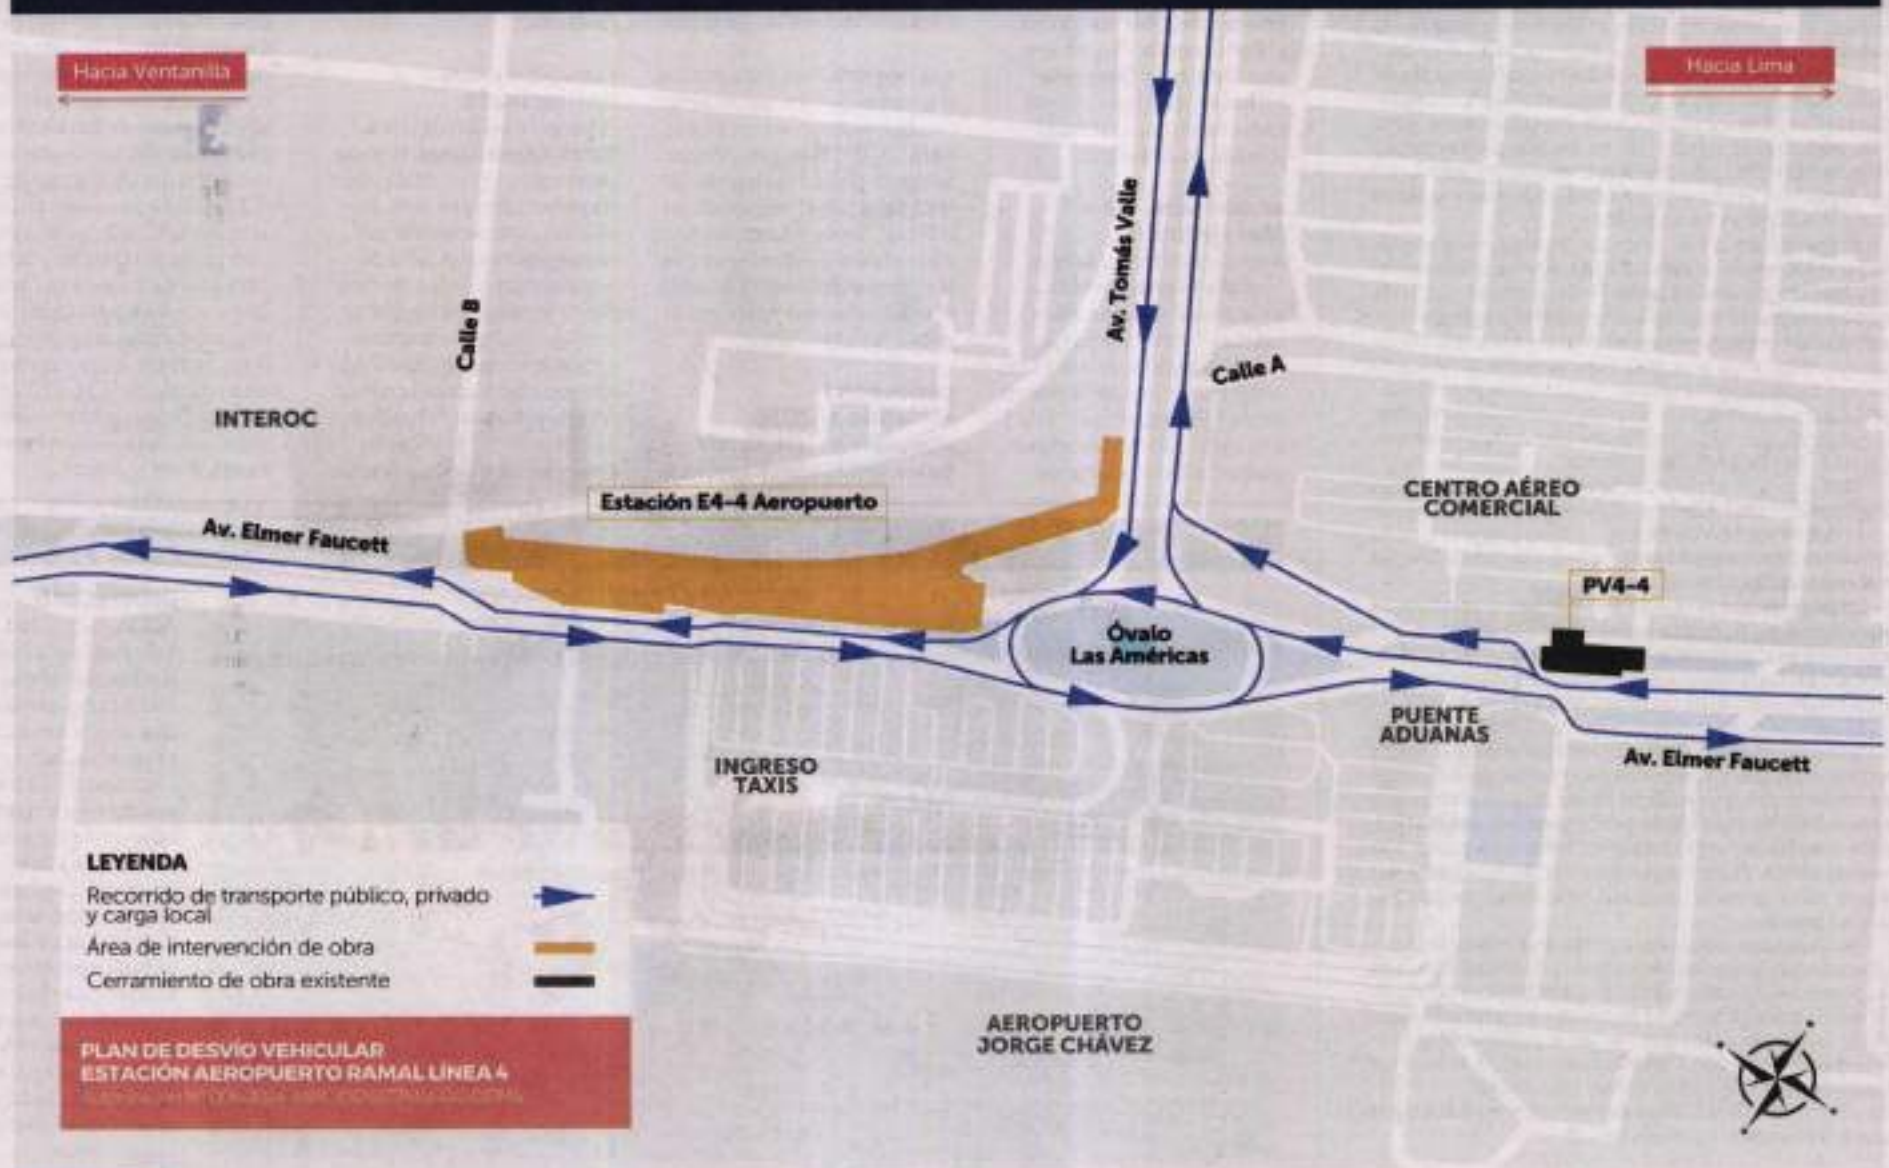 Hacia Ventanilla
Hacia Lima
Av. Tomás Valle
Calle B
Calle A
INTEROC
CENTRO AÉREO
COMERCIAL
Estación E4-4 Aeropuerto
Av. Elmer Faucett
PV4-4
Óvalo
Las Américas
PUENTE
ADUANAS
Av. Elmer Faucett
INGRESO
TAXIS
LEYENDA
Recorrido de transporte público, privado
y carga local
Área de intervención de obra
Cerramiento de obra existente
AEROPUERTO
JORGE CHÁVEZ
PLAN DE DESVÍO VEHICULAR
ESTACIÓN AEROPUERTO RAMAL LÍNEA 4